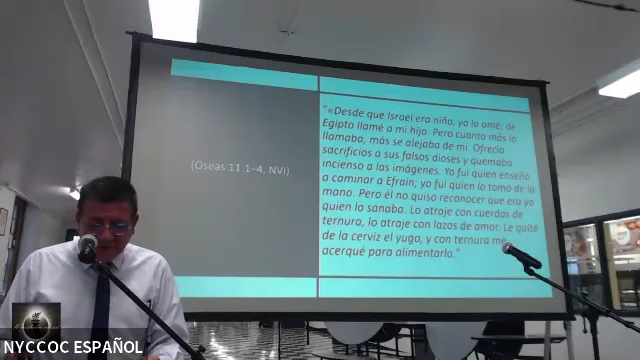 (Oseas 11:1–4, NVI)
"«Desde que Israel era niño, yo lo amé; de
Egipto llamé a mi hijo. Pero cuanto más lo
llamaba, más se alejaba de mí. Ofrecía
sacrificios a sus falsos dioses y quemaba
incienso a las imágenes. Yo fui quien enseñó
a caminar a Efraín; yo fui quien lo tomó de la
mano. Pero él no quiso reconocer que era yo
quien lo sanaba. Lo atraje con cuerdas de
ternura, lo atraje con lazos de amor. Le quité
de la cerviz el yugo, y con ternura me
acerqué para alimentarlo."
NYCCOC ESPAÑOL